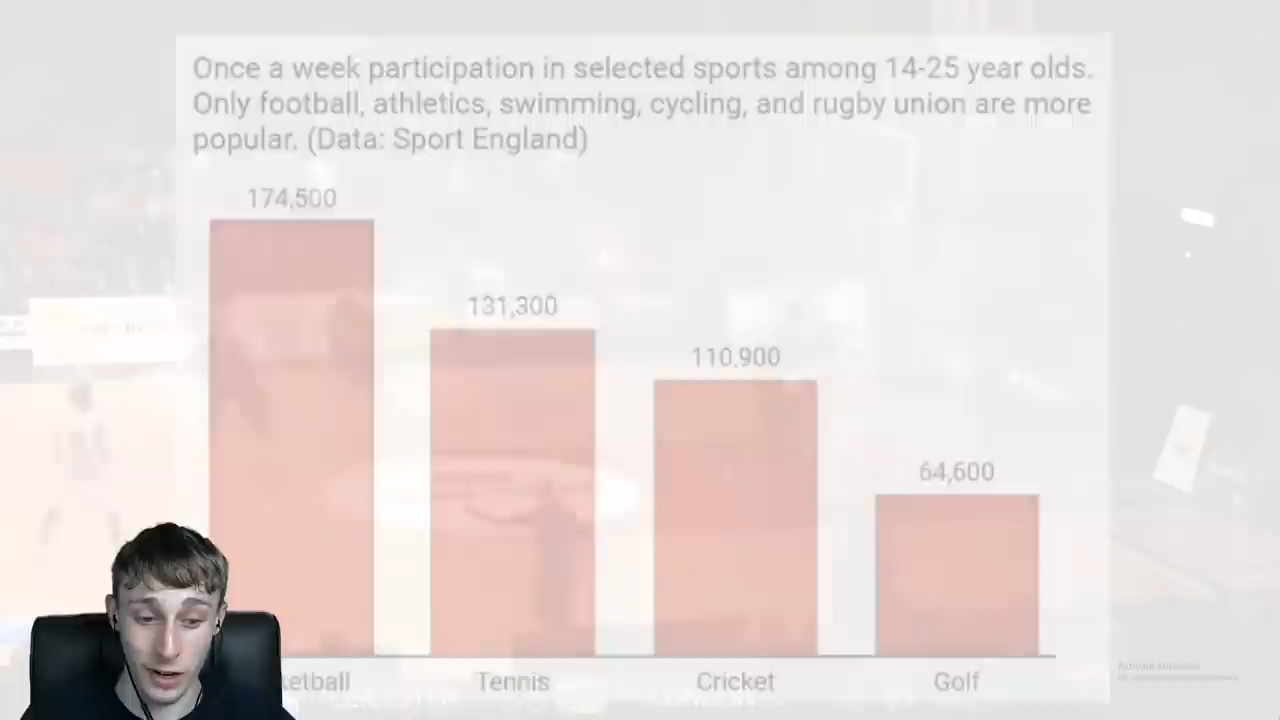 Once a week participation in selected sports among 14-25 year olds.
Only football, athletics, swimming, cycling, and rugby union are more
popular. (Data: Sport England)
174,500
131,300
110,900
64,600
ketball
Tennis
Cricket
Golf